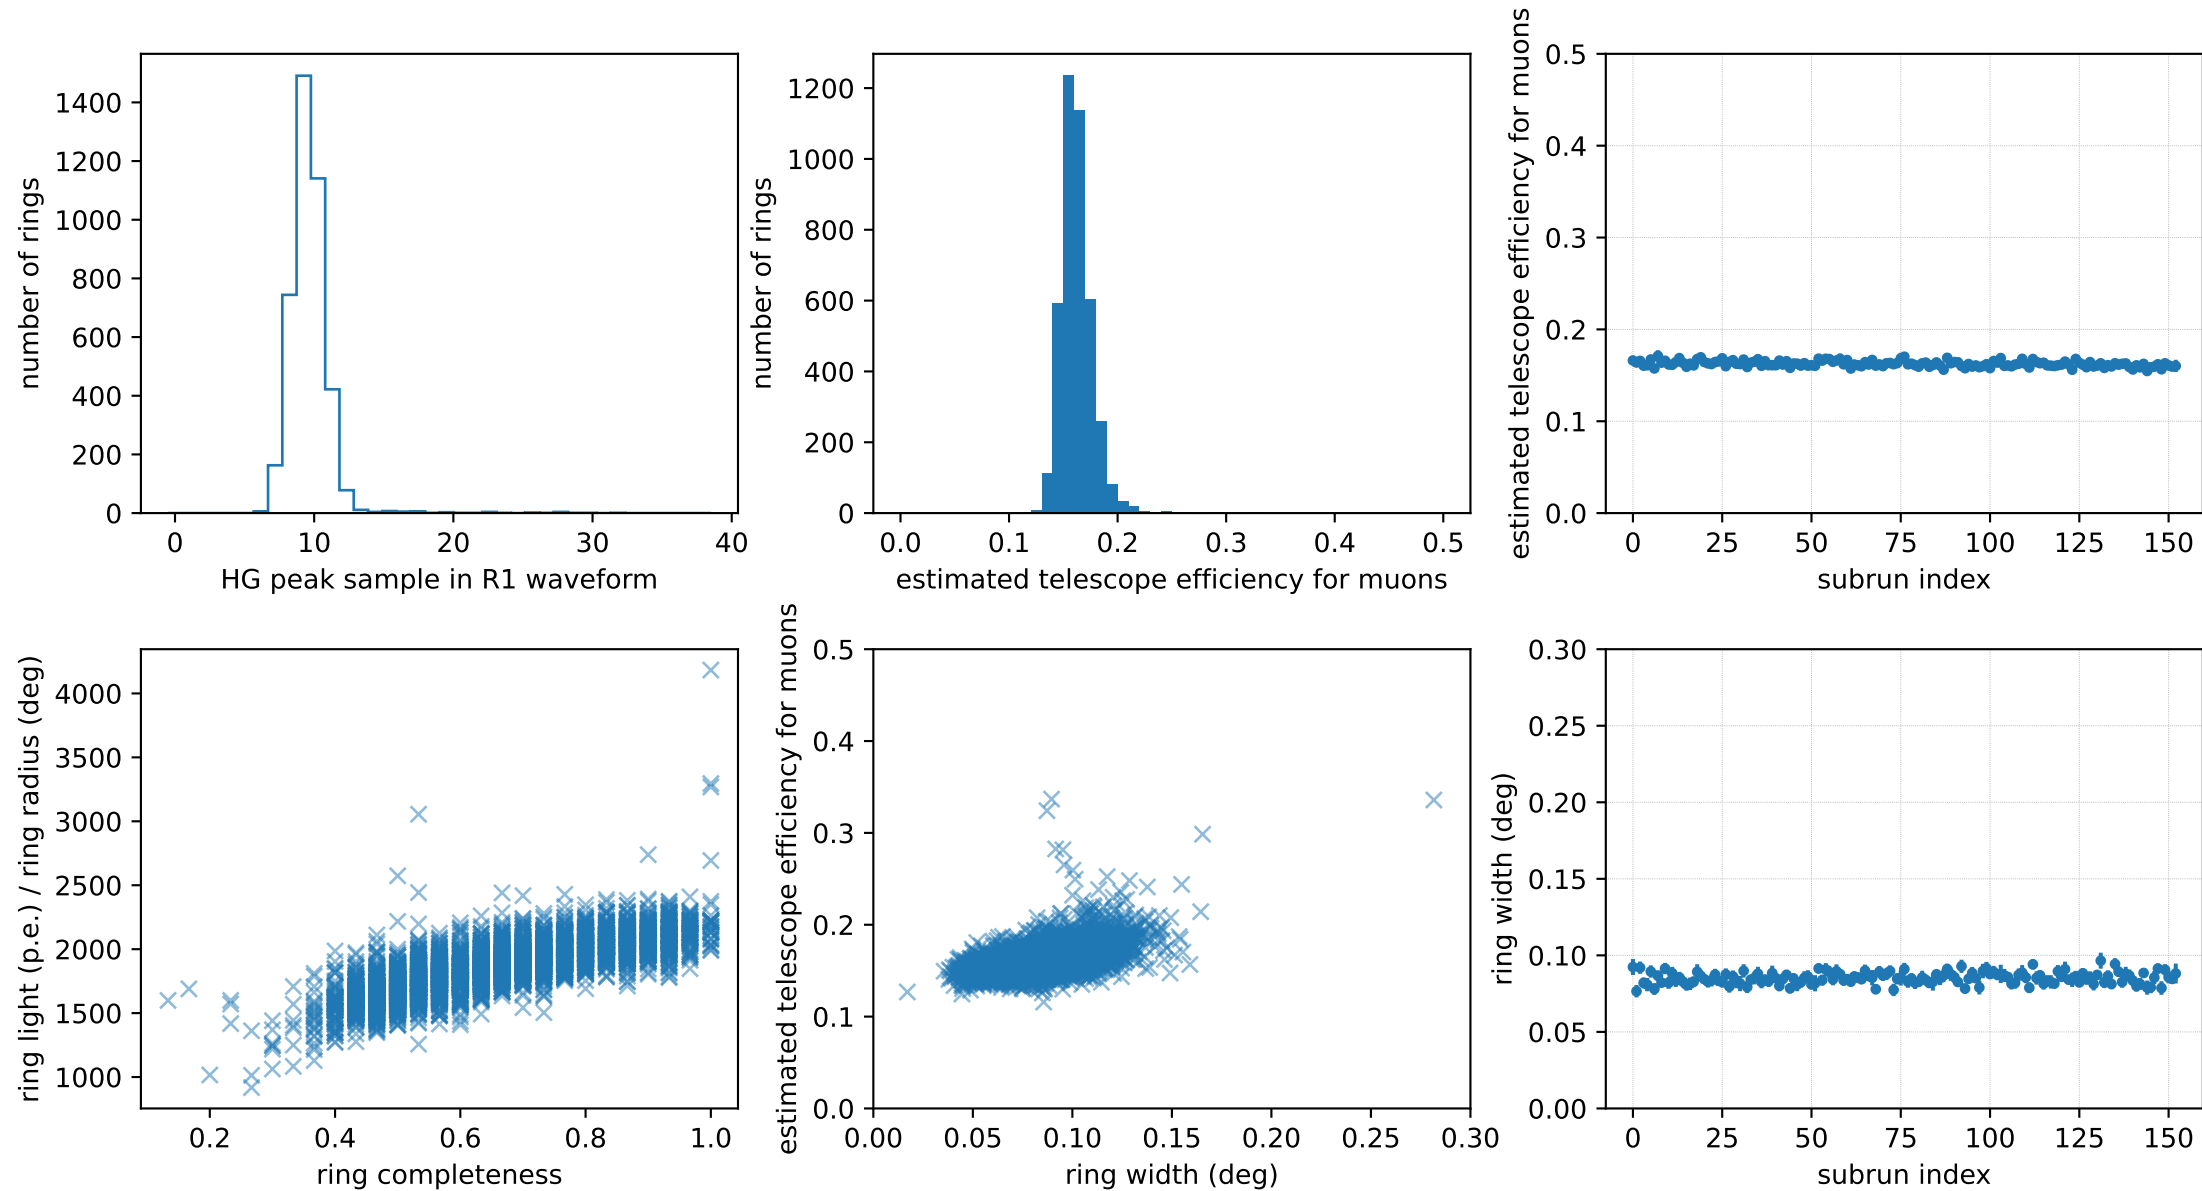 number of rings
1400
1200
1000
800
600
400
200
0
0 10 20 30 40
HG peak sample in R1 waveform
number of rings
1200
1000
800
600
400
200
0
0.0 0.1 0.2 0.3 0.4 0.5
estimated telescope efficiency for muons
estimated telescope efficiency for muons
0.5
0.4
0.3
0.2
0.1
0.0
0 25 50 75 100 125 150
subrun index
ring light (p.e.) / ring radius (deg)
4000
3500
3000
2500
2000
1500
1000
0.2 0.4 0.6 0.8 1.0
ring completeness
estimated telescope efficiency for muons
0.5
0.4
0.3
0.2
0.1
0.0
0.00 0.05 0.10 0.15 0.20 0.25 0.30
ring width (deg)
ring width (deg)
0.30
0.25
0.20
0.15
0.10
0.05
0.00
0 25 50 75 100 125 150
subrun index